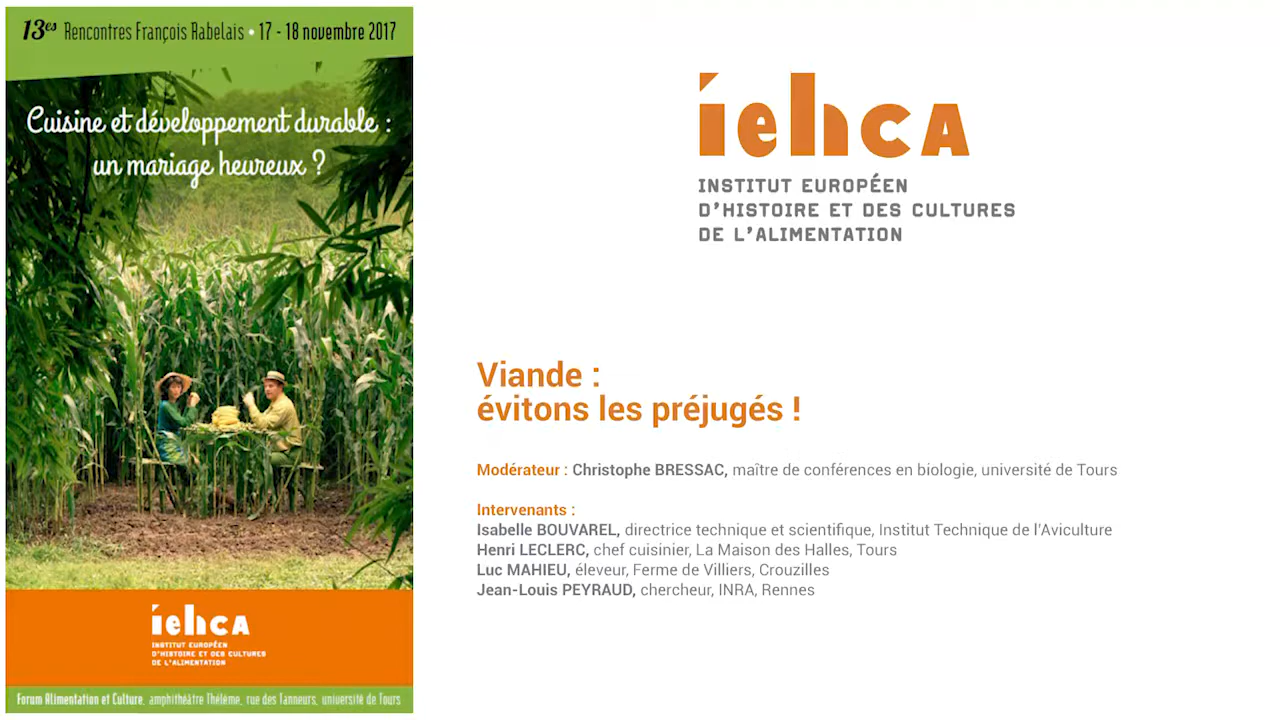 13es Rencontres François Rabelais • 17 - 18 novembre 2017
Cuisine et développement durable :
un mariage heureux ?
iehca
INSTITUT EUROPÉEN
D'HISTOIRE ET DES CULTURES
DE L'ALIMENTATION
Forum Alimentation et Culture, amphithéâtre Thélème, rue des Tanneurs, université de Tours
iehca
INSTITUT EUROPÉEN
D'HISTOIRE ET DES CULTURES
DE L'ALIMENTATION
Viande :
évitons les préjugés !
Modérateur : Christophe BRESSAC, maître de conférences en biologie, université de Tours
Intervenants :
Isabelle BOUVAREL, directrice technique et scientifique, Institut Technique de l'Aviculture
Henri LECLERC, chef cuisinier, La Maison des Halles, Tours
Luc MAHIEU, éleveur, Ferme de Villiers, Crouzilles
Jean-Louis PEYRAUD, chercheur, INRA, Rennes